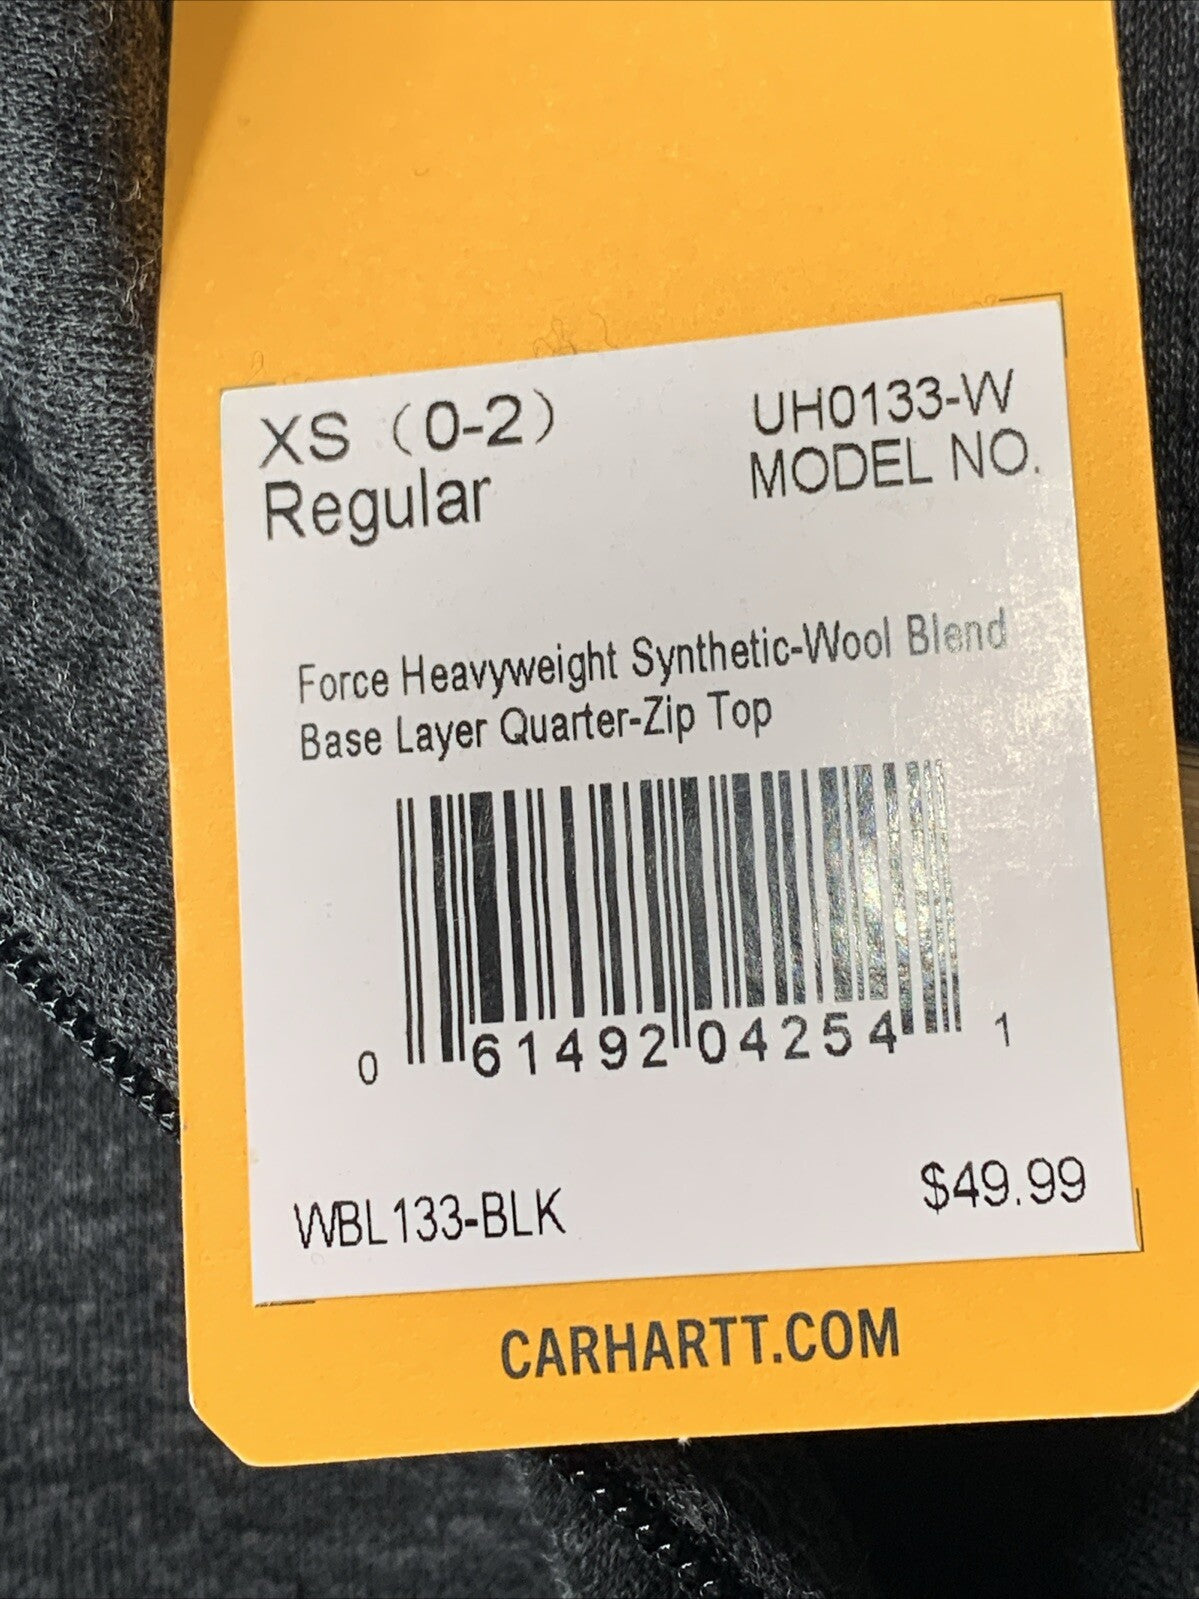 XS (0-2)
Regular
UH0133-W
MODEL NO.
Force Heavyweight Synthetic-Wool Blend
Base Layer Quarter-Zip Top
0 61492 04254 1
WBL133-BLK
$49.99
CARHARTT.COM